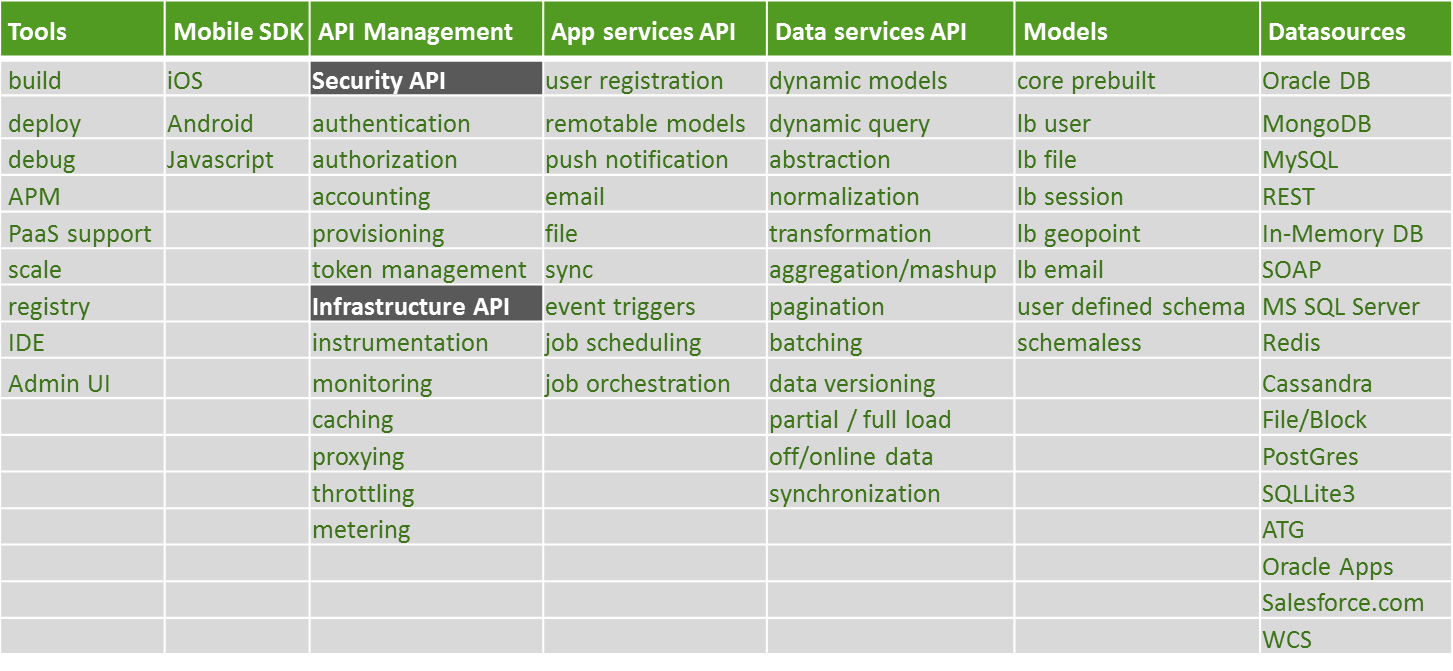 Tools Mobile SDK API Management App services API Data services API Models Datasources
build iOS Security API user registration dynamic models core prebuilt Oracle DB
deploy Android authentication remotable models dynamic query lb user MongoDB
debug Javascript authorization push notification abstraction lb file MySQL
APM accounting email normalization lb session REST
PaaS support provisioning file transformation lb geopoint In-Memory DB
scale token management sync aggregation/mashup lb email SOAP
registry Infrastructure API event triggers pagination user defined schema MS SQL Server
IDE instrumentation job scheduling batching schemaless Redis
Admin UI monitoring job orchestration data versioning Cassandra
caching partial / full load File/Block
proxying off/online data PostGres
throttling synchronization SQLLite3
metering ATG
Oracle Apps
Salesforce.com
WCS